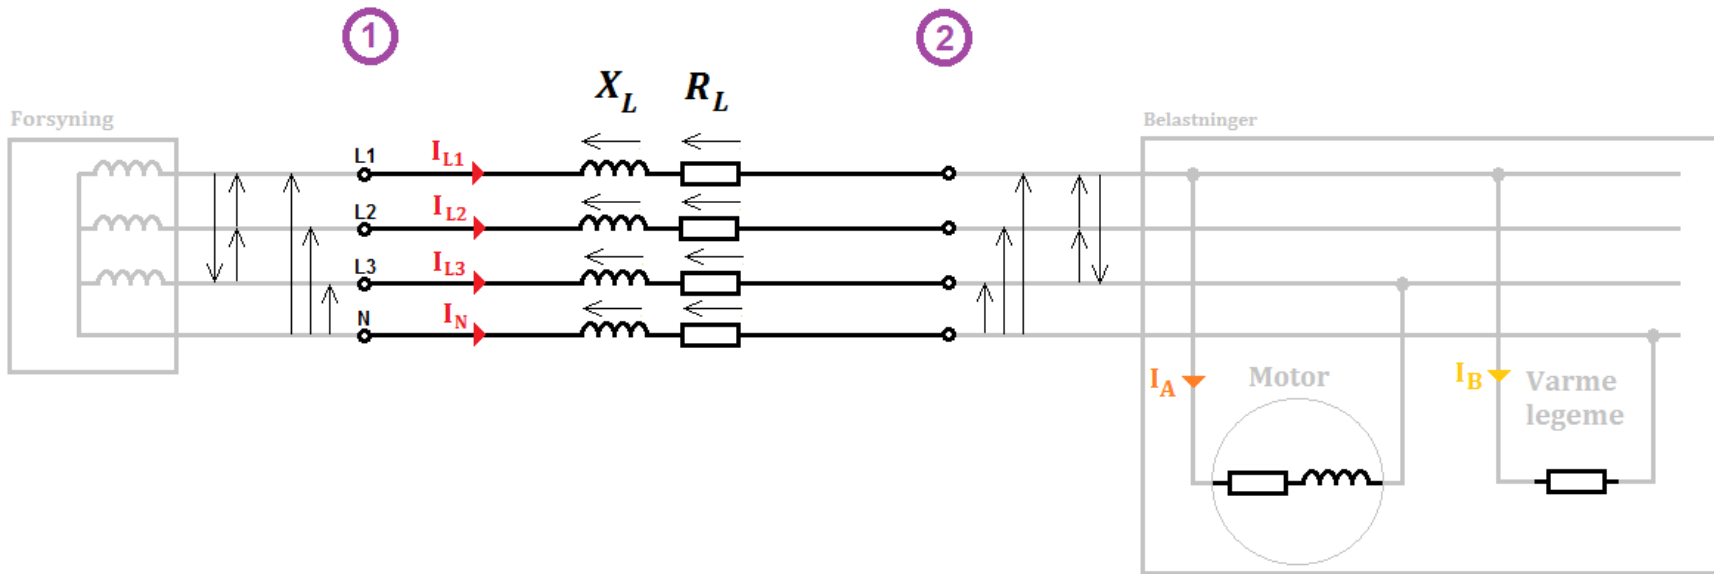 1
2
X_L
R_L
Forsyning
Belastninger
L1
I_L1
L2
I_L2
L3
I_L3
N
I_N
I_A
Motor
I_B
Varme
legeme